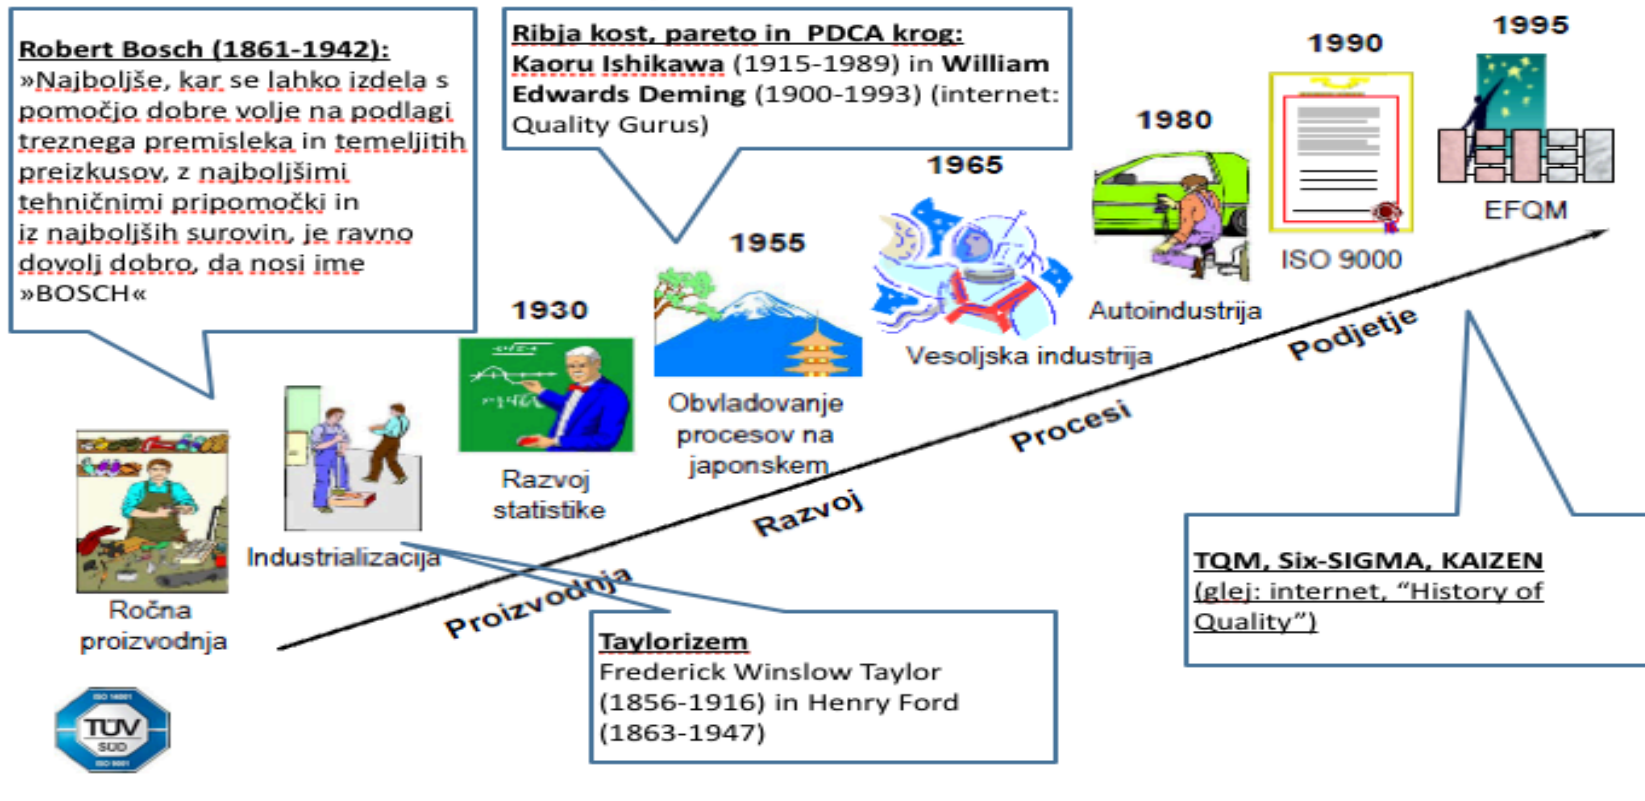 Robert Bosch (1861-1942):
»Najboljše, kar se lahko izdela s
pomočjo dobre volje na podlagi
treznega premisleka in temeljitih
preizkusov, z najboljšimi
tehničnimi pripomočki in
iz najboljših surovin, je ravno
dovolj dobro, da nosi ime
»BOSCH«
Ribja kost, pareto in PDCA krog:
Kaoru Ishikawa (1915-1989) in William
Edwards Deming (1900-1993) (internet:
Quality Gurus)
1995
EFQM
1990
ISO 9000
1980
Autoindustrija
1965
Vesoljska industrija
1955
Obvladovanje
procesov na
japonskem
1930
Razvoj
statistike
Industrializacija
Ročna
proizvodnja
Proizvodnja
Razvoj
Procesi
Podjetje
Taylorizem
Frederick Winslow Taylor
(1856-1916) in Henry Ford
(1863-1947)
TQM, Six-SIGMA, KAIZEN
(glej: internet, “History of
Quality”)
ISO 14001
TÜV
SÜD
ISO 9001